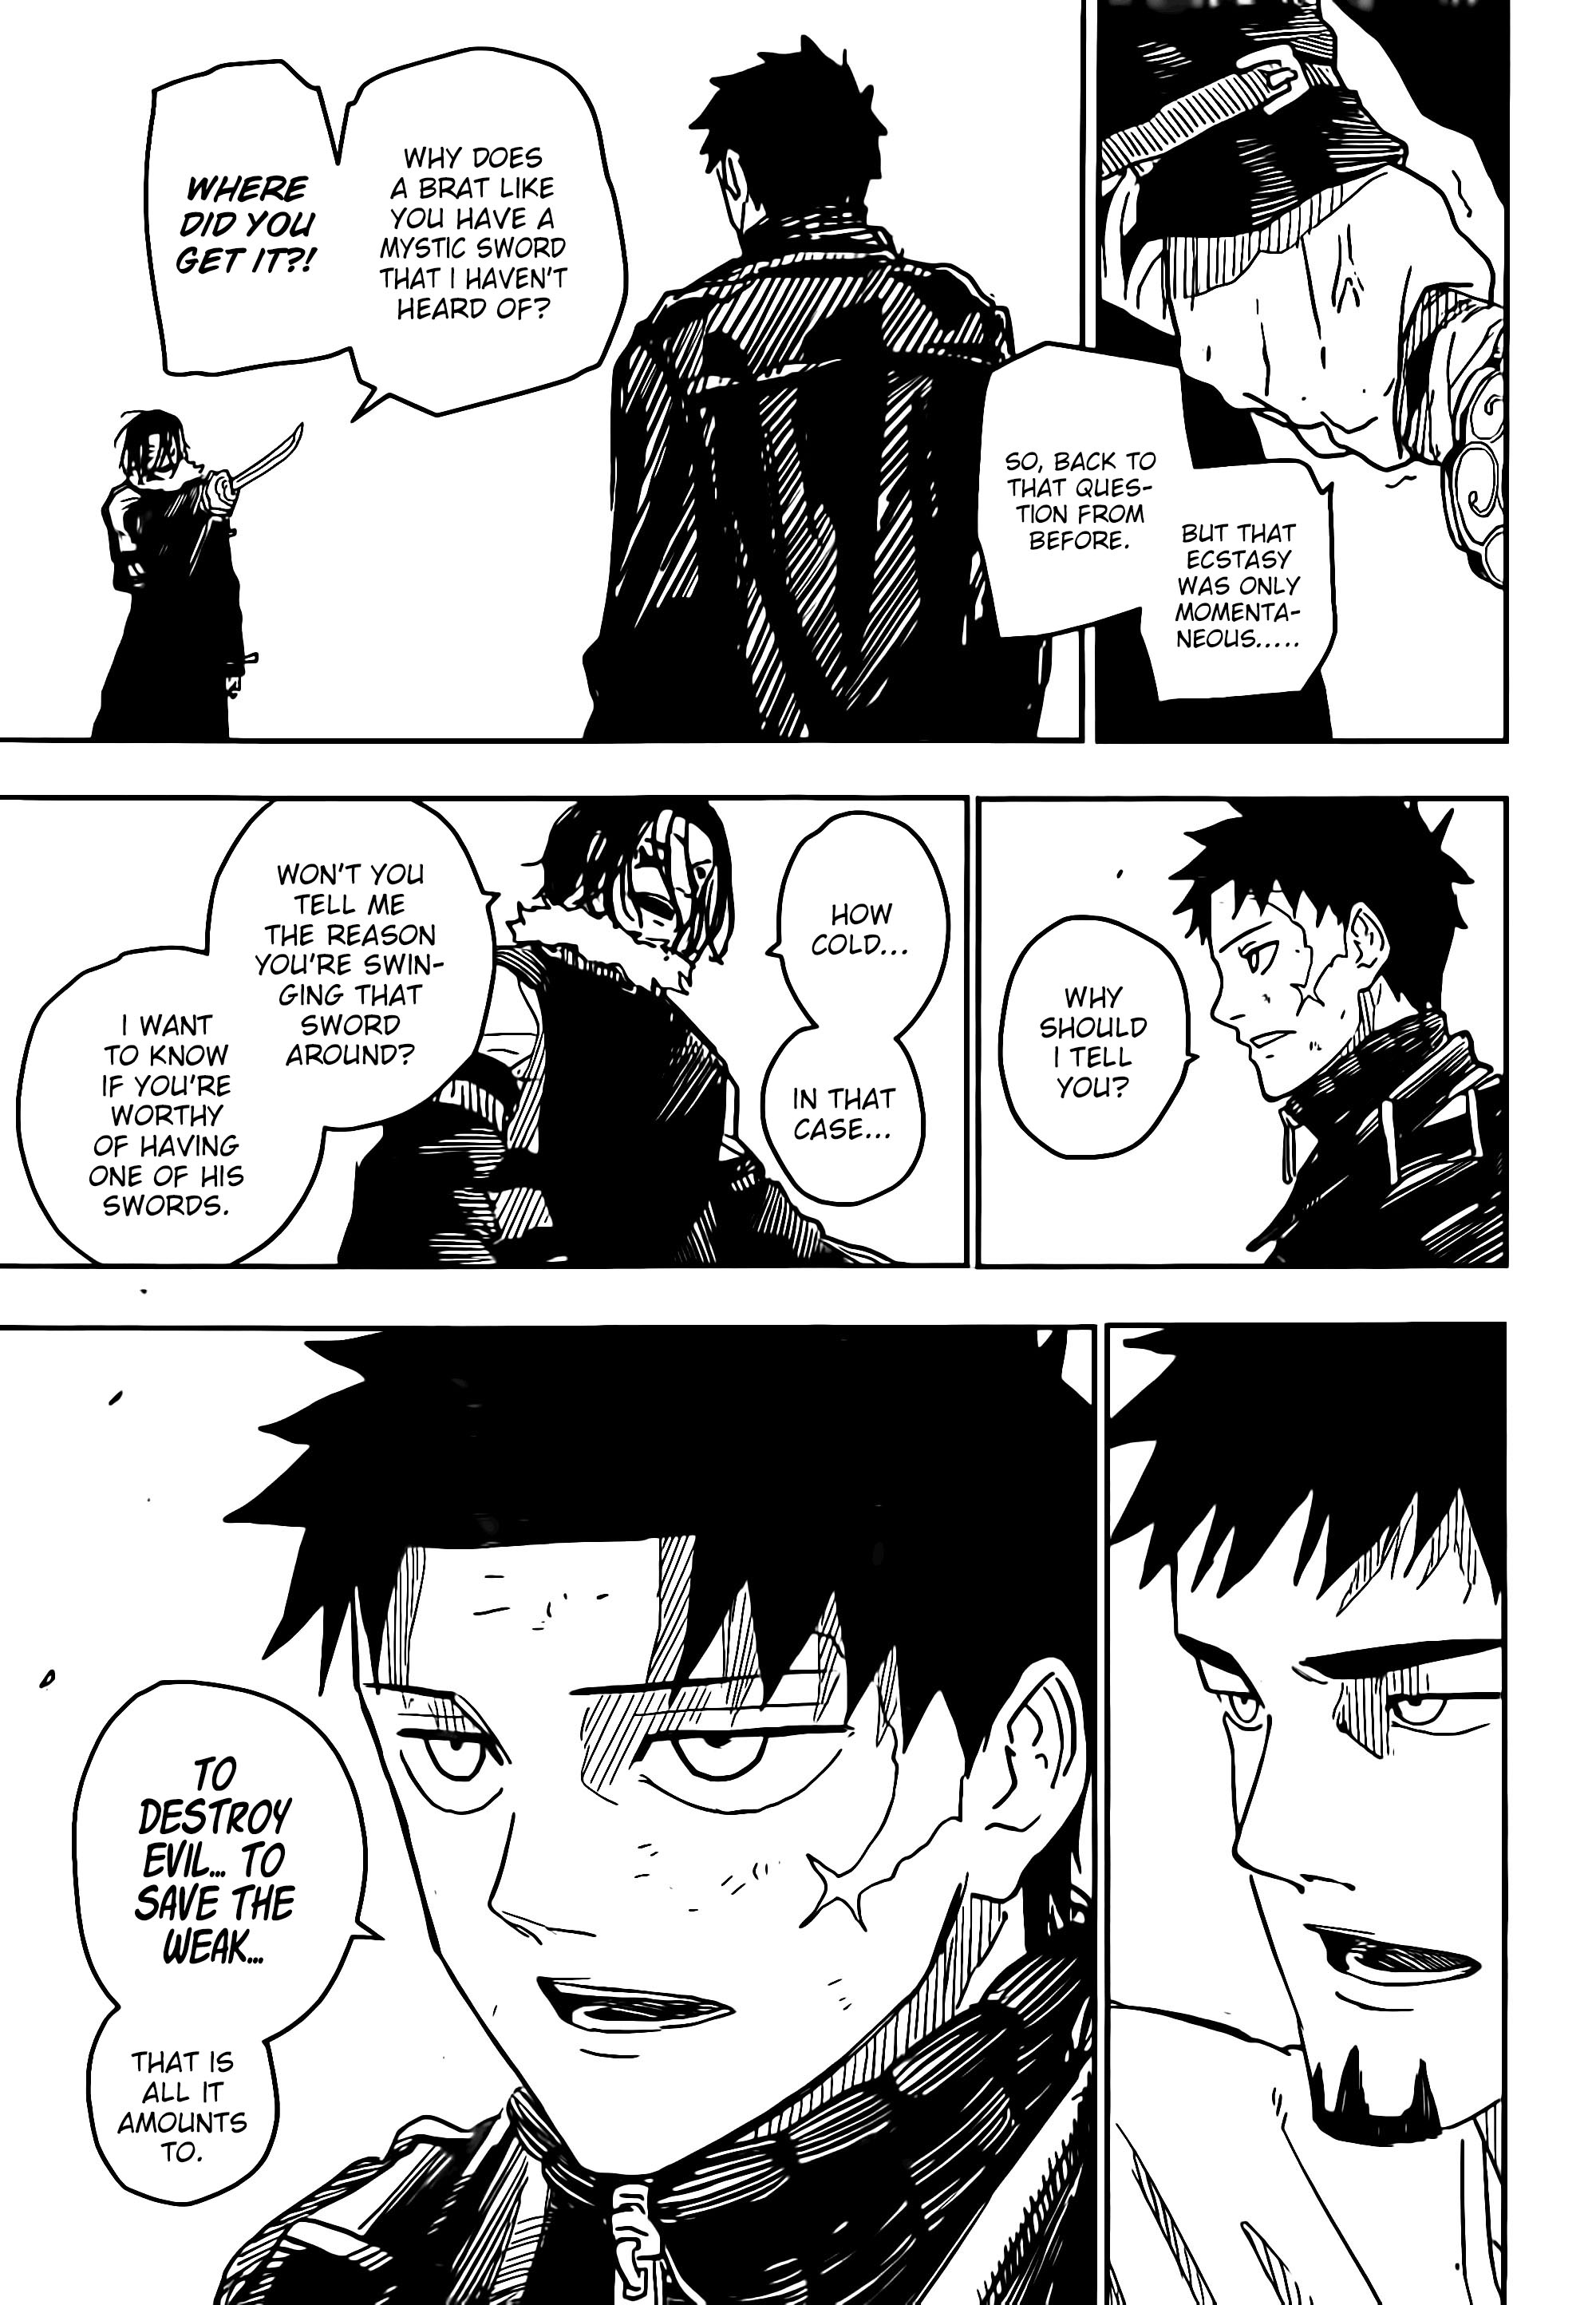 BUT THAT
ECSTASY
WAS ONLY
MOMENTA-
NEOUS.....
SO, BACK TO
THAT QUES-
TION FROM
BEFORE.
WHY DOES
A BRAT LIKE
YOU HAVE A
MYSTIC SWORD
THAT I HAVEN'T
HEARD OF?
WHERE
DID YOU
GET IT?!
WHY
SHOULD
I TELL
YOU?
HOW
COLD...
IN THAT
CASE...
WON'T YOU
TELL ME
THE REASON
YOU'RE SWIN-
GING THAT
SWORD
AROUND?
I WANT
TO KNOW
IF YOU'RE
WORTHY
OF HAVING
ONE OF HIS
SWORDS.
TO
DESTROY
EVIL... TO
SAVE THE
WEAK...
THAT IS
ALL IT
AMOUNTS
TO.